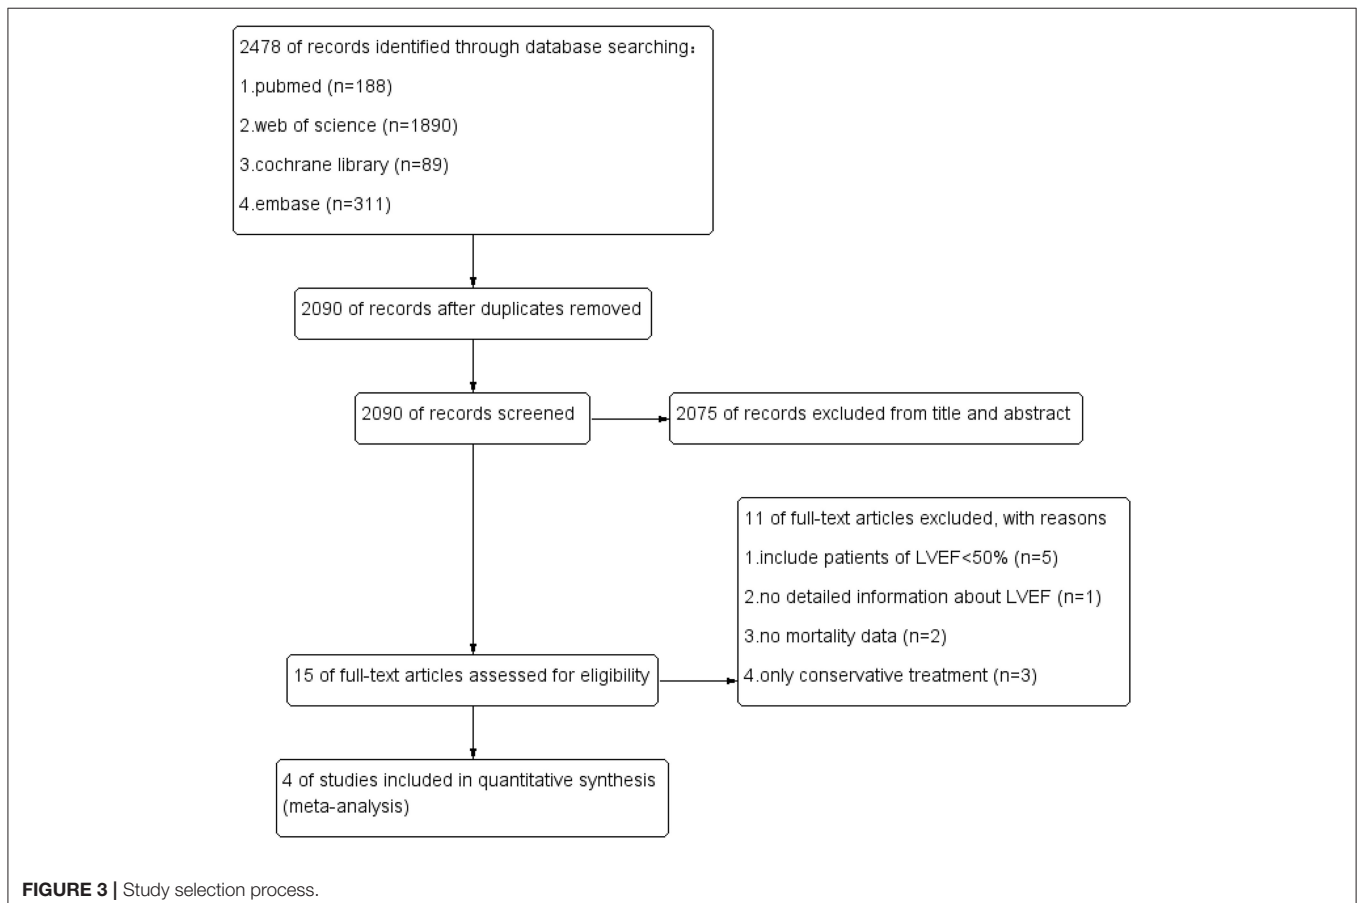 2478 of records identified through database searching：
1.pubmed (n=188)
2.web of science (n=1890)
3.cochrane library (n=89)
4.embase (n=311)
2090 of records after duplicates removed
2090 of records screened
2075 of records excluded from title and abstract
11 of full-text articles excluded, with reasons
1.include patients of LVEF<50% (n=5)
2.no detailed information about LVEF (n=1)
3.no mortality data (n=2)
4.only conservative treatment (n=3)
15 of full-text articles assessed for eligibility
4 of studies included in quantitative synthesis
(meta-analysis)
FIGURE 3 | Study selection process.